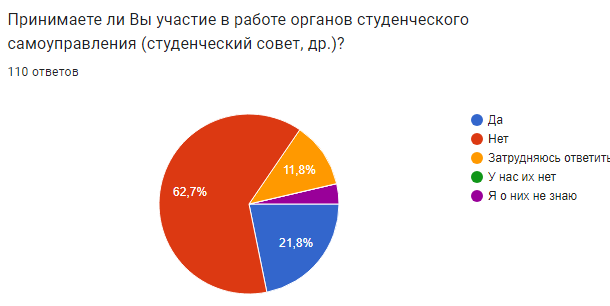 Принимаете ли Вы участие в работе органов студенческого
самоуправления (студенческий совет, др.)?
110 ответов
Да
Нет
Затрудняюсь ответить
У нас их нет
Я о них не знаю
11,8%
62,7%
21,8%